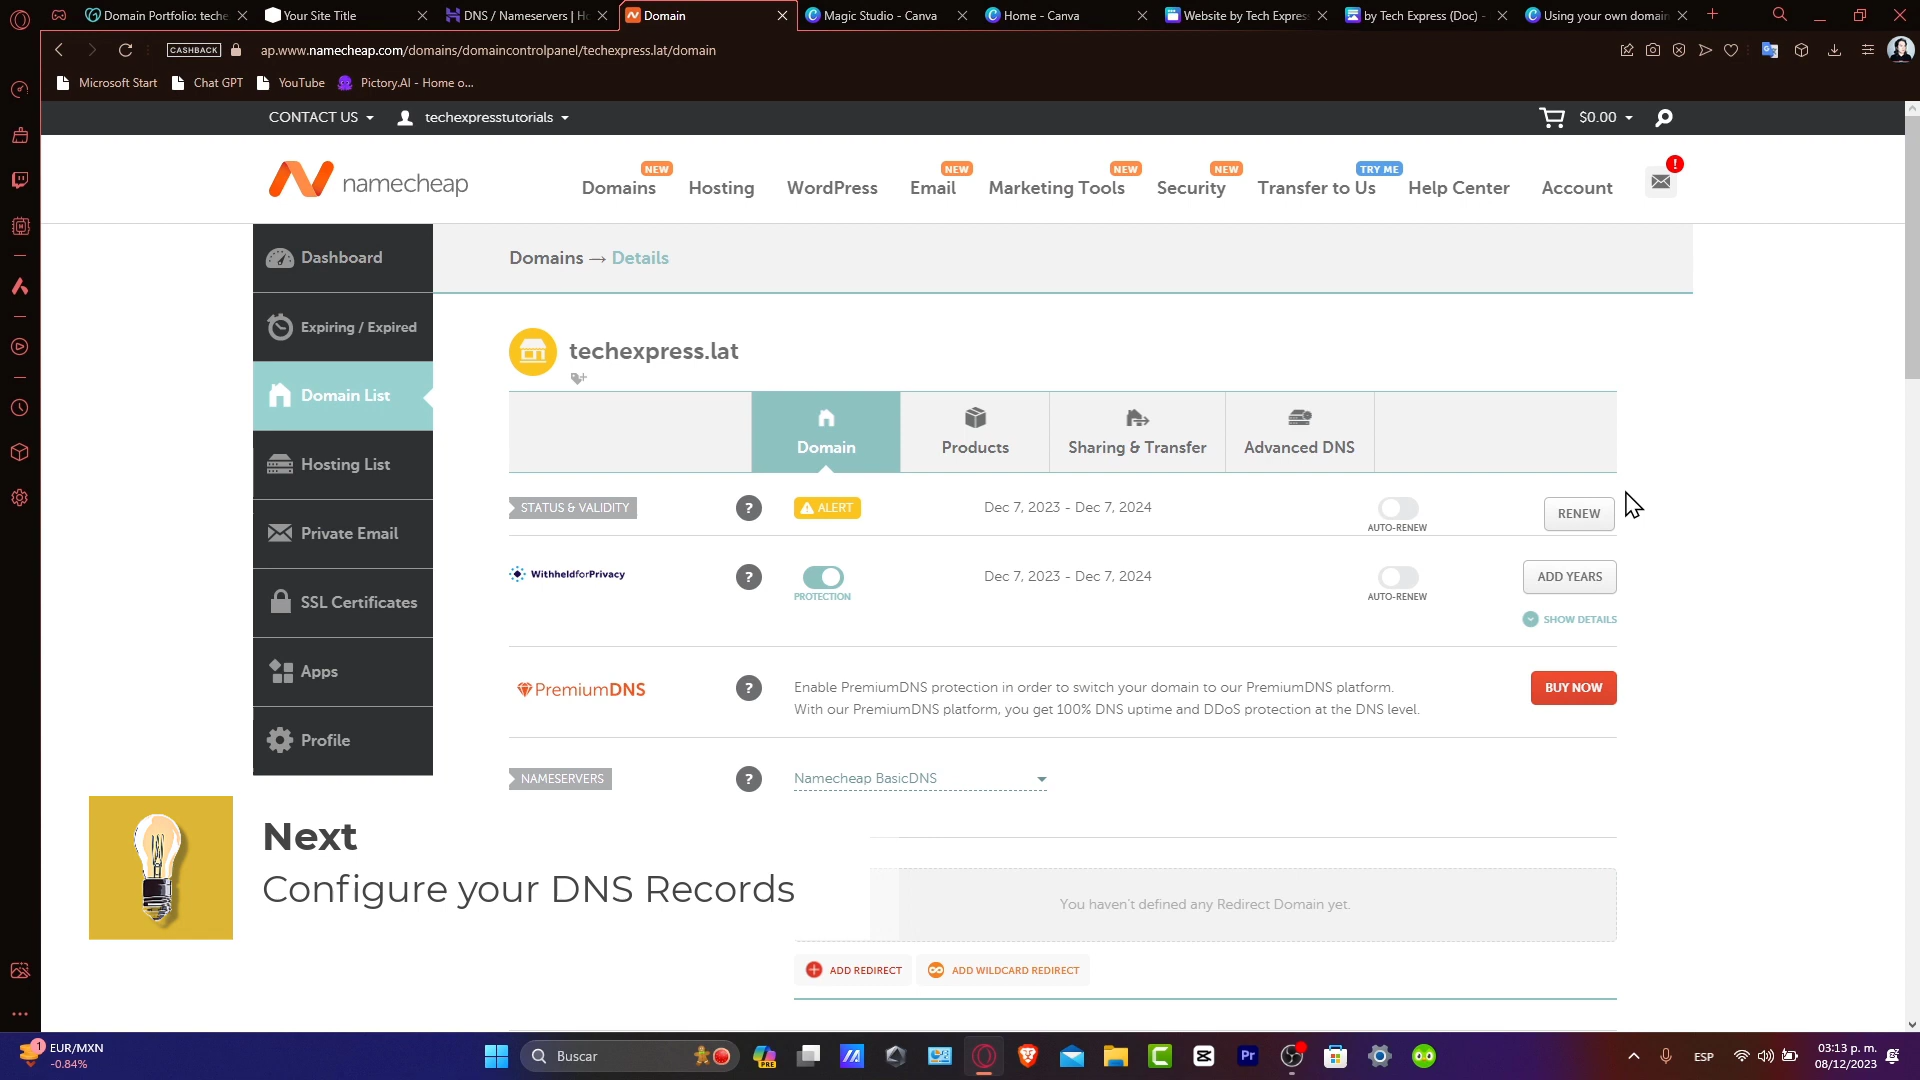 Domain Portfolio: teche
Your Site Title
DNS / Nameservers | H
Domain
Magic Studio - Canva
Home - Canva
Website by Tech Expres
by Tech Express (Doc) -
Using your own domain
CASHBACK
ap.www.namecheap.com/domains/domaincontrolpanel/techexpress.lat/domain
Microsoft Start
Chat GPT
YouTube
Pictory.AI - Home o...
CONTACT US
techexpresstutorials
$0.00
namecheap
NEW
NEW
NEW
NEW
TRY ME
Domains
Hosting
WordPress
Email
Marketing Tools
Security
Transfer to Us
Help Center
Account
!
Dashboard
Expiring / Expired
Domain List
Hosting List
Private Email
SSL Certificates
Apps
Profile
Domains → Details
techexpress.lat
Domain
Products
Sharing & Transfer
Advanced DNS
STATUS & VALIDITY
?
ALERT
Dec 7, 2023 - Dec 7, 2024
AUTO-RENEW
RENEW
WithheldforPrivacy
?
PROTECTION
Dec 7, 2023 - Dec 7, 2024
AUTO-RENEW
ADD YEARS
SHOW DETAILS
PremiumDNS
?
Enable PremiumDNS protection in order to switch your domain to our PremiumDNS platform.
With our PremiumDNS platform, you get 100% DNS uptime and DDoS protection at the DNS level.
BUY NOW
NAMESERVERS
?
Namecheap BasicDNS
Next
Configure your DNS Records
You haven't defined any Redirect Domain yet.
ADD REDIRECT
ADD WILDCARD REDIRECT
1
EUR/MXN
-0.84%
Buscar
PRE
Pr
ESP
03:13 p. m.
08/12/2023